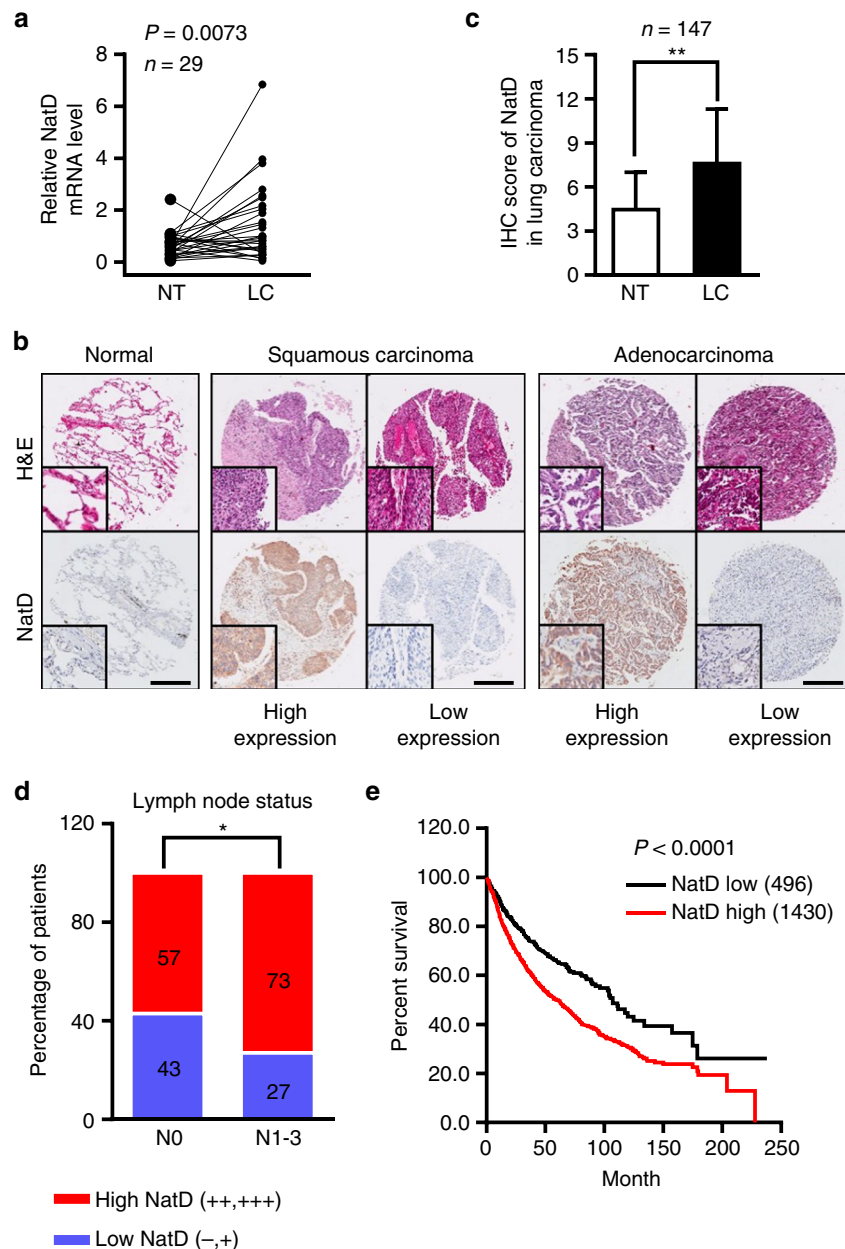 a
P = 0.0073
n = 29
Relative NatD
mRNA level
8
6
4
2
0
NT
LC
c
n = 147
**
IHC score of NatD
in lung carcinoma
15
12
9
6
3
0
NT
LC
b
Normal
Squamous carcinoma
Adenocarcinoma
H&E
NatD
High
expression
Low
expression
High
expression
Low
expression
d
Lymph node status
*
Percentage of patients
120
80
40
0
57
73
43
27
N0
N1-3
High NatD (++,+++)
Low NatD (–,+)
e
P < 0.0001
NatD low (496)
NatD high (1430)
Percent survival
120.0
100.0
80.0
60.0
40.0
20.0
0.0
0
50
100
150
200
250
Month